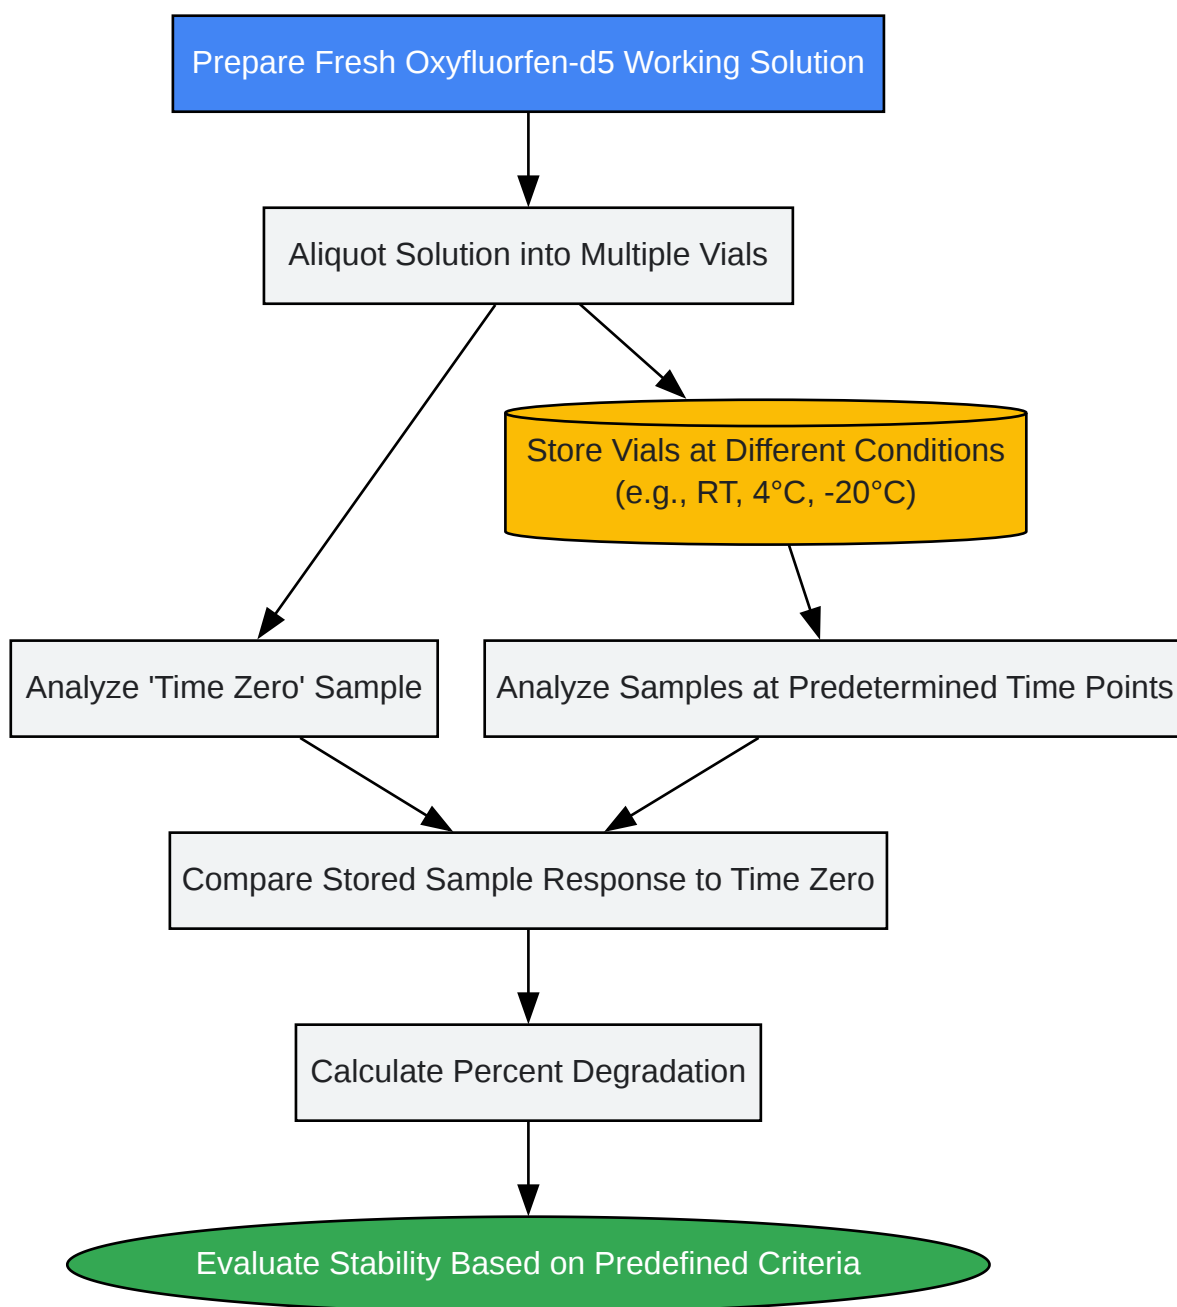 Prepare Fresh Oxyfluorfen-d5 Working Solution
Aliquot Solution into Multiple Vials
Store Vials at Different Conditions
(e.g., RT, 4°C, -20°C)
Analyze 'Time Zero' Sample
Analyze Samples at Predetermined Time Points
Compare Stored Sample Response to Time Zero
Calculate Percent Degradation
Evaluate Stability Based on Predefined Criteria